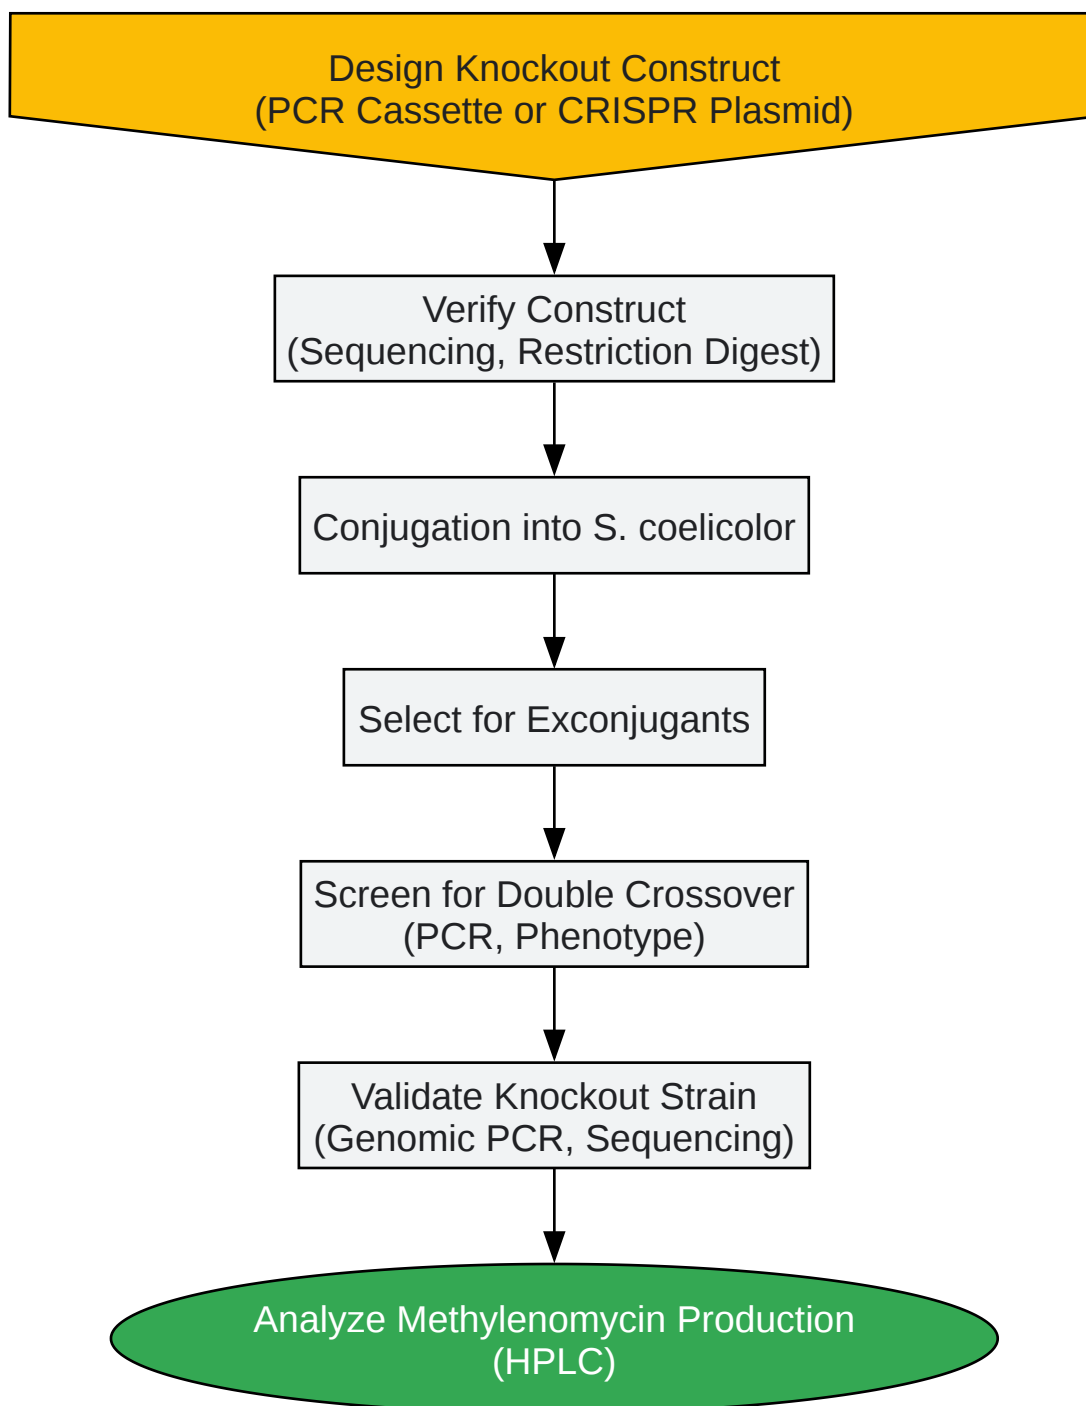 Design Knockout Construct
(PCR Cassette or CRISPR Plasmid)
Verify Construct
(Sequencing, Restriction Digest)
Conjugation into S. coelicolor
Select for Exconjugants
Screen for Double Crossover
(PCR, Phenotype)
Validate Knockout Strain
(Genomic PCR, Sequencing)
Analyze Methylenomycin Production
(HPLC)